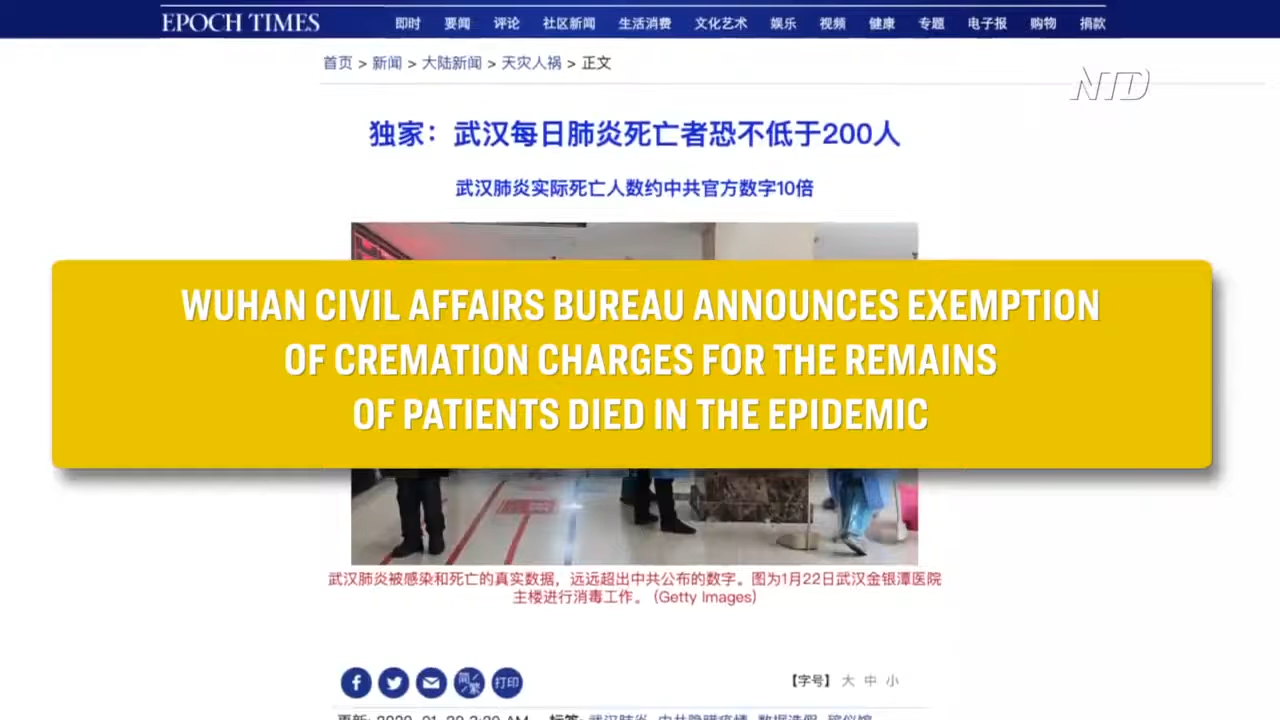 EPOCH TIMES
即时 要闻 评论 社区新闻 生活消费 文化艺术 娱乐 视频 健康 专题 电子报 购物 捐款
首页 > 新闻 > 大陆新闻 > 天灾人祸 > 正文
NTD
独家：武汉每日肺炎死亡者恐不低于200人
武汉肺炎实际死亡人数约中共官方数字10倍
WUHAN CIVIL AFFAIRS BUREAU ANNOUNCES EXEMPTION
OF CREMATION CHARGES FOR THE REMAINS
OF PATIENTS DIED IN THE EPIDEMIC
武汉肺炎被感染和死亡的真实数据，远远超出中共公布的数字。图为1月22日武汉金银潭医院
主楼进行消毒工作。（Getty Images）
简/繁 打印 【字号】 大 中 小